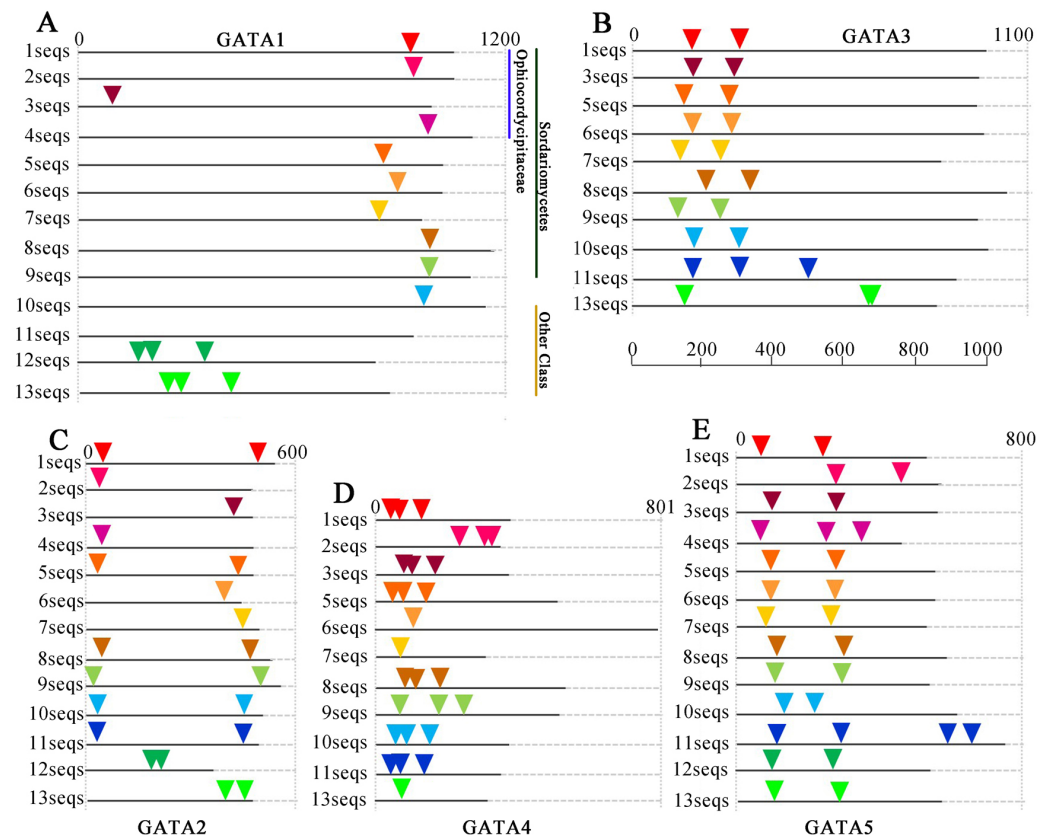 A
0 GATA1 1200
1seqs
2seqs
3seqs
4seqs
5seqs
6seqs
7seqs
8seqs
9seqs
10seqs
11seqs
12seqs
13seqs
Ophiocordycipitaceae
Sordariomycetes
Other Class
B
0 GATA3 1100
1seqs
3seqs
5seqs
6seqs
7seqs
8seqs
9seqs
10seqs
11seqs
13seqs
0 200 400 600 800 1000
C
0 600
1seqs
2seqs
3seqs
4seqs
5seqs
6seqs
7seqs
8seqs
9seqs
10seqs
11seqs
12seqs
13seqs
GATA2
D
0 801
1seqs
2seqs
3seqs
5seqs
6seqs
7seqs
8seqs
9seqs
10seqs
11seqs
13seqs
GATA4
E
0 800
1seqs
2seqs
3seqs
4seqs
5seqs
6seqs
7seqs
8seqs
9seqs
10seqs
11seqs
12seqs
13seqs
GATA5